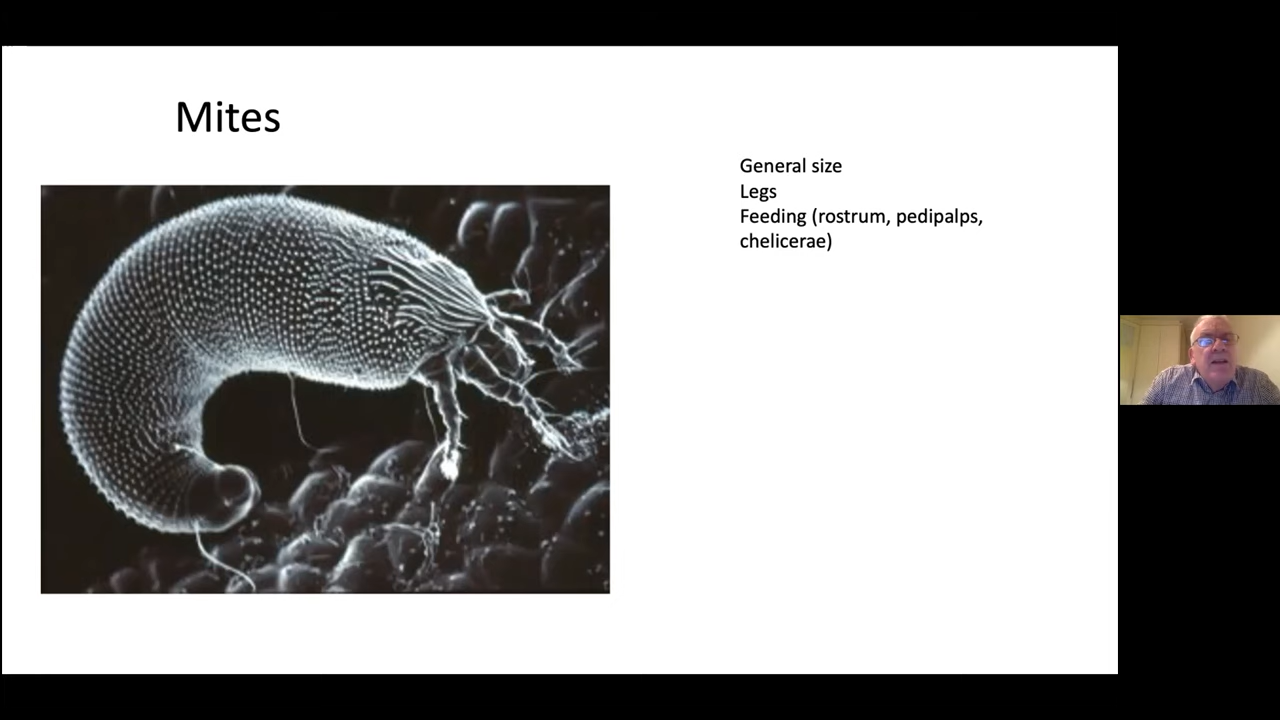 Mites
General size
Legs
Feeding (rostrum, pedipalps,
chelicerae)